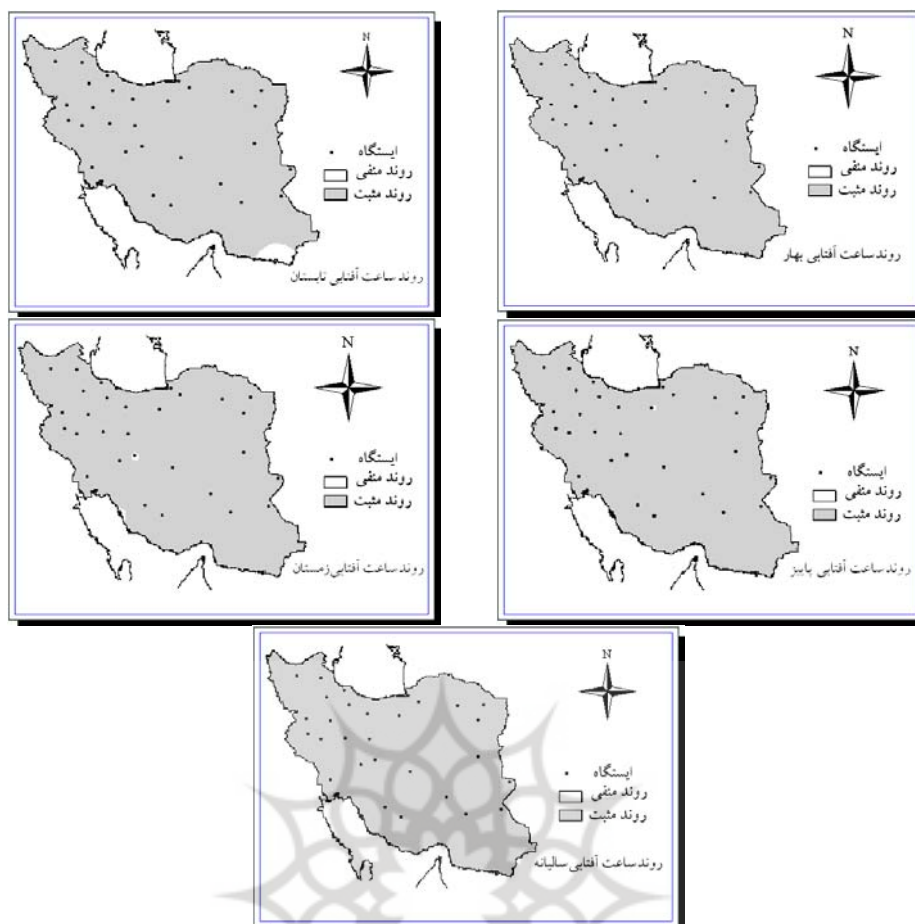 N
ایستگاه
روند منفی
روند مثبت
روند ساعت آفتابی تابستان
N
ایستگاه
روند منفی
روند مثبت
روند ساعت آفتابی بهار
N
ایستگاه
روند منفی
روند مثبت
روند ساعت آفتابی زمستان
N
ایستگاه
روند منفی
روند مثبت
روند ساعت آفتابی پاییز
N
ایستگاه
روند منفی
روند مثبت
روند ساعت آفتابی سالیانه